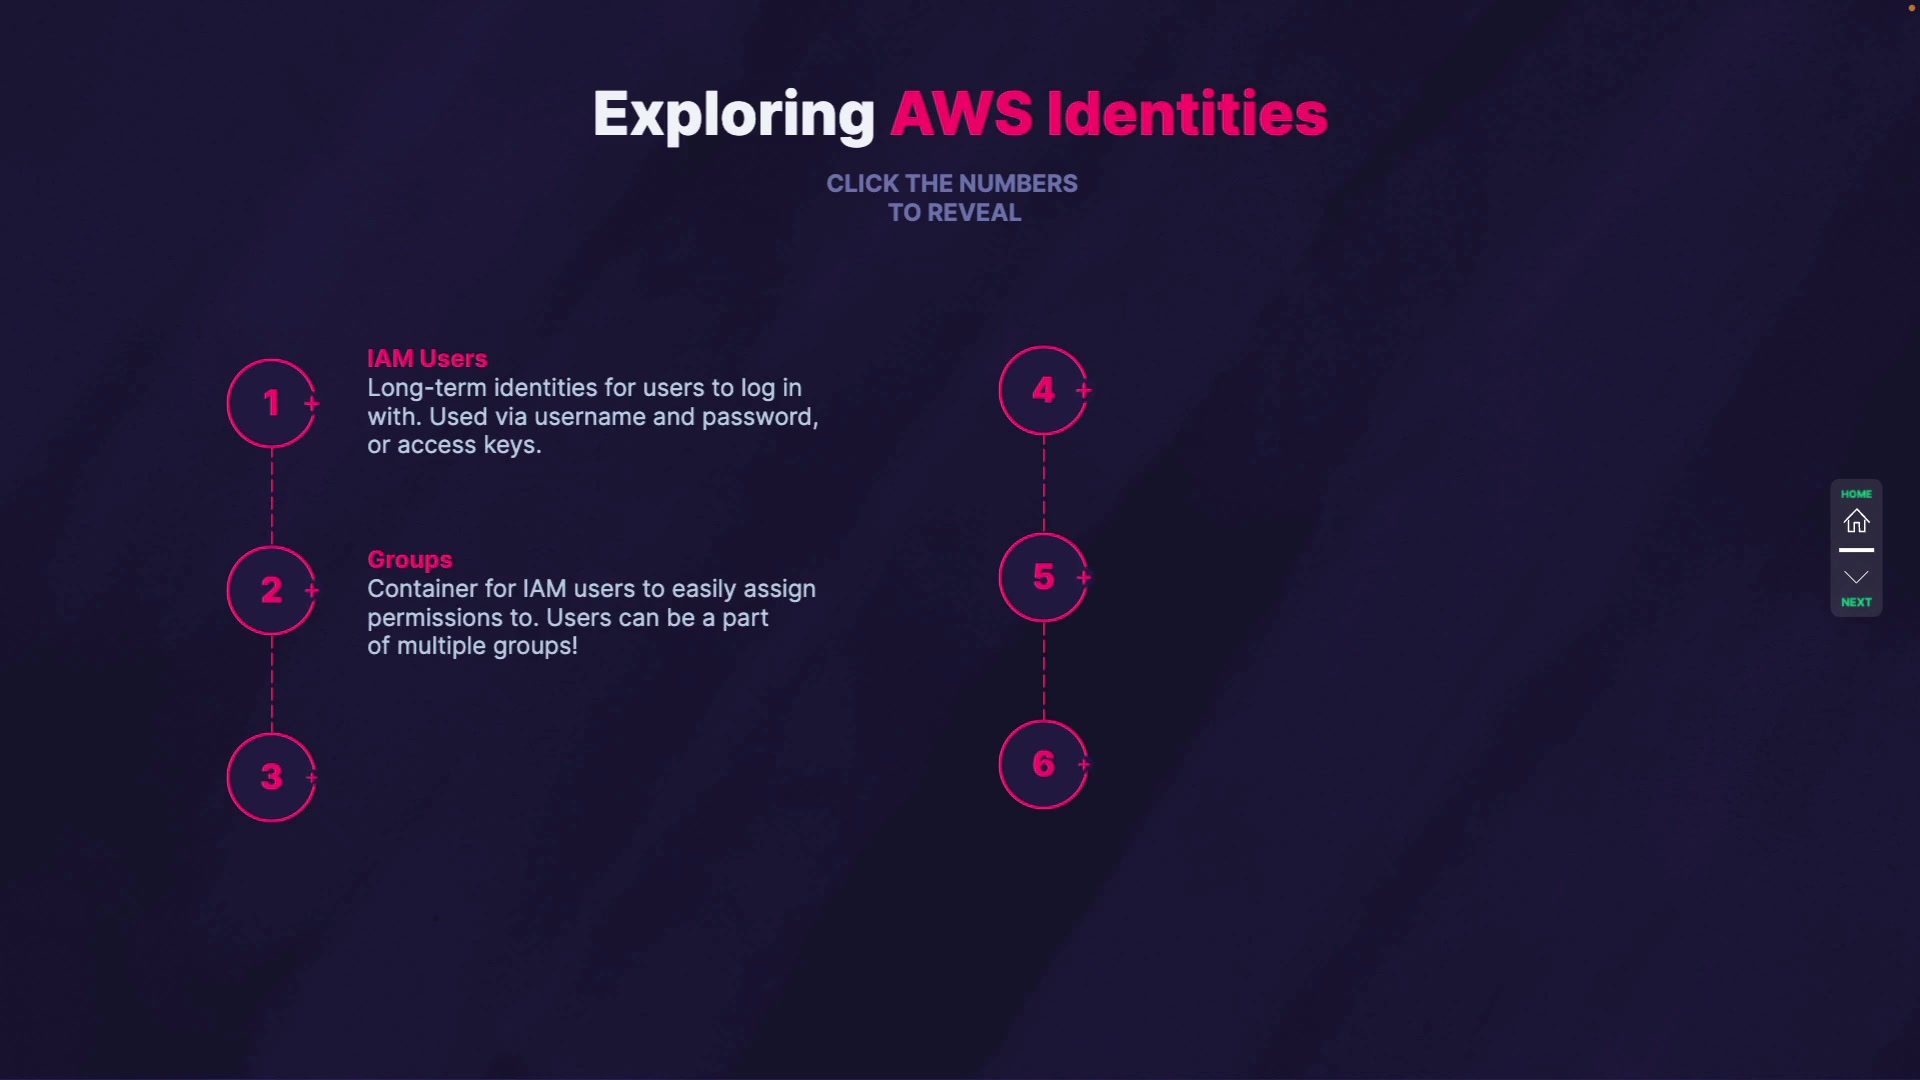 Exploring AWS Identities
CLICK THE NUMBERS
TO REVEAL
1
IAM Users
Long-term identities for users to log in
with. Used via username and password,
or access keys.
2
Groups
Container for IAM users to easily assign
permissions to. Users can be a part
of multiple groups!
3
4
5
6
HOME
NEXT